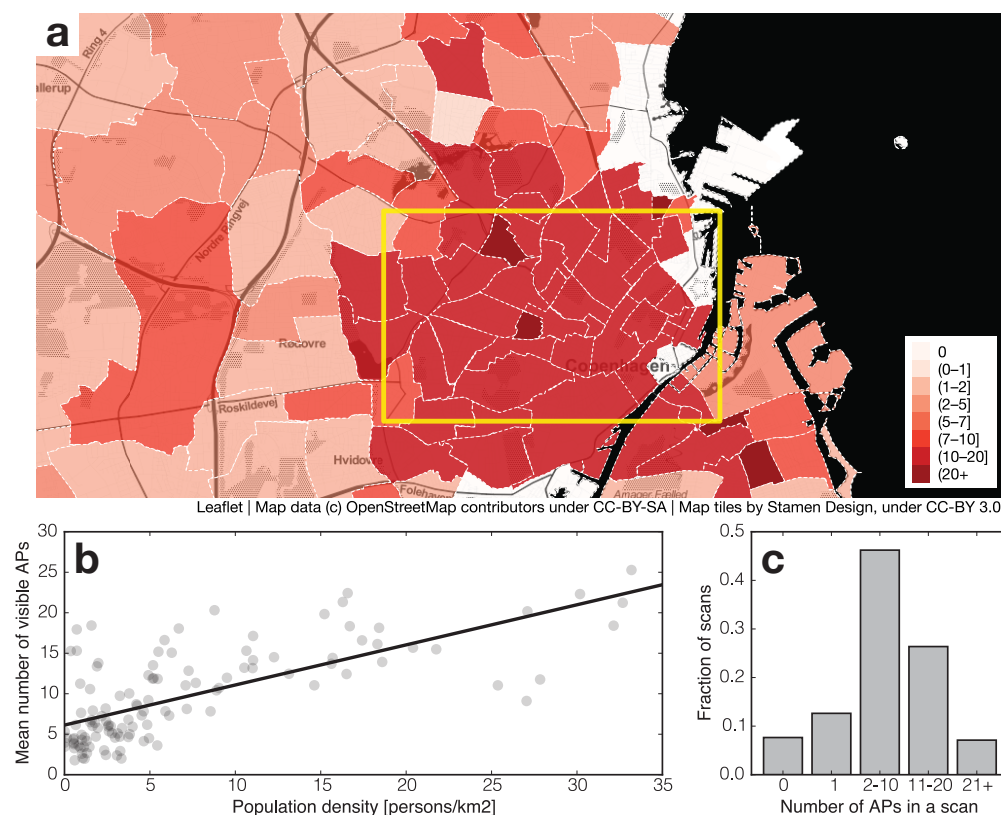 a
Ring 4
allerup
Nordre Ringvej
Rødovre
Roskildevej
Hvidovre
Folehaven
Copenhagen
Amager Fælled
0
(0–1]
(1–2]
(2–5]
(5–7]
(7–10]
(10–20]
(20+
Leaflet | Map data (c) OpenStreetMap contributors under CC-BY-SA | Map tiles by Stamen Design, under CC-BY 3.0
b
Mean number of visible APs
30
25
20
15
10
5
0
0 5 10 15 20 25 30 35
Population density [persons/km2]
c
Fraction of scans
0.5
0.4
0.3
0.2
0.1
0.0
0 1 2-10 11-20 21+
Number of APs in a scan